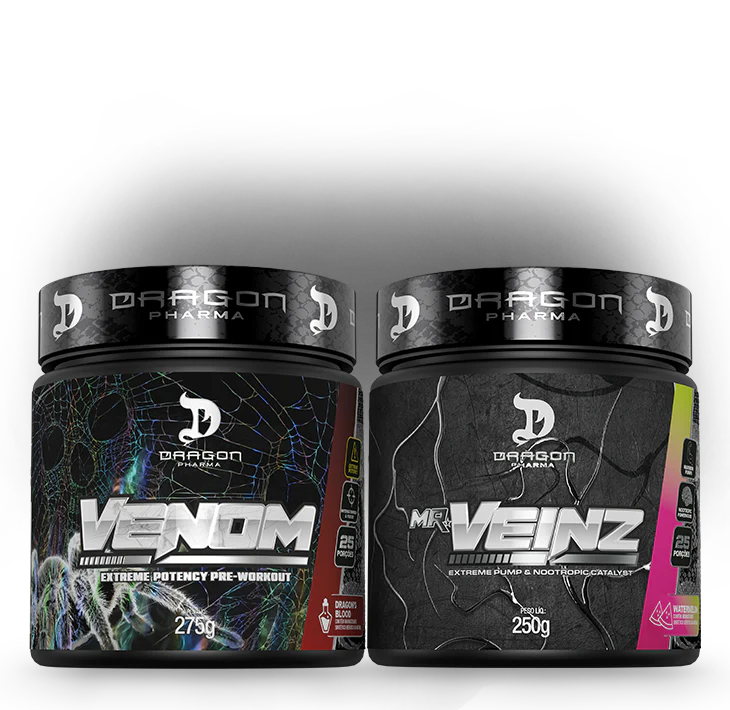 DRAGON
PHARMA
DRAGON
PHARMA
DRAGON
PHARMA
VENOM
EXTREME POTENCY PRE-WORKOUT
25
PORÇÕES
DRAGON'S
BLOOD
275g
DRAGON
PHARMA
MR. VEINZ
EXTREME PUMP & NOOTROPIC CATALYST
25
PORÇÕES
PESO LÍQ.:
250g